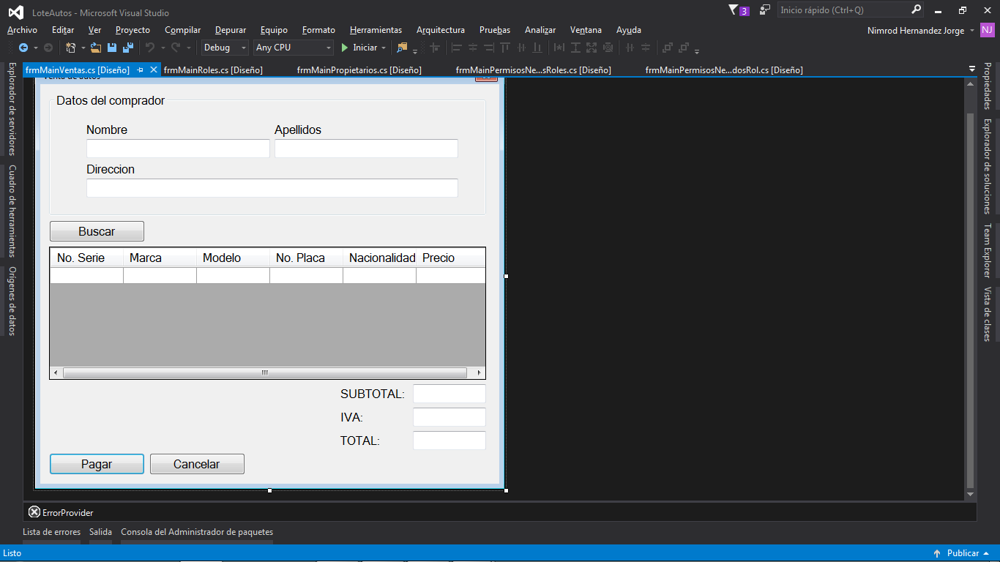 LoteAutos - Microsoft Visual Studio
3
Inicio rápido (Ctrl+Q)
Archivo Editar Ver Proyecto Compilar Depurar Equipo Formato Herramientas Arquitectura Pruebas Analizar Ventana Ayuda
Nimrod Hernandez Jorge NJ
Debug Any CPU Iniciar
frmMainVentas.cs [Diseño] frmMainRoles.cs [Diseño] frmMainPropietarios.cs [Diseño] frmMainPermisosNe...sRoles.cs [Diseño] frmMainPermisosNe...dosRol.cs [Diseño]
Explorador de servidores
Cuadro de herramientas
Orígenes de datos
Venta de autos
Datos del comprador
Nombre Apellidos
Direccion
Buscar
No. Serie Marca Modelo No. Placa Nacionalidad Precio
SUBTOTAL:
IVA:
TOTAL:
Pagar Cancelar
Propiedades
Explorador de soluciones
Team Explorer
Vista de clases
ErrorProvider
Lista de errores Salida Consola del Administrador de paquetes
Listo
Publicar